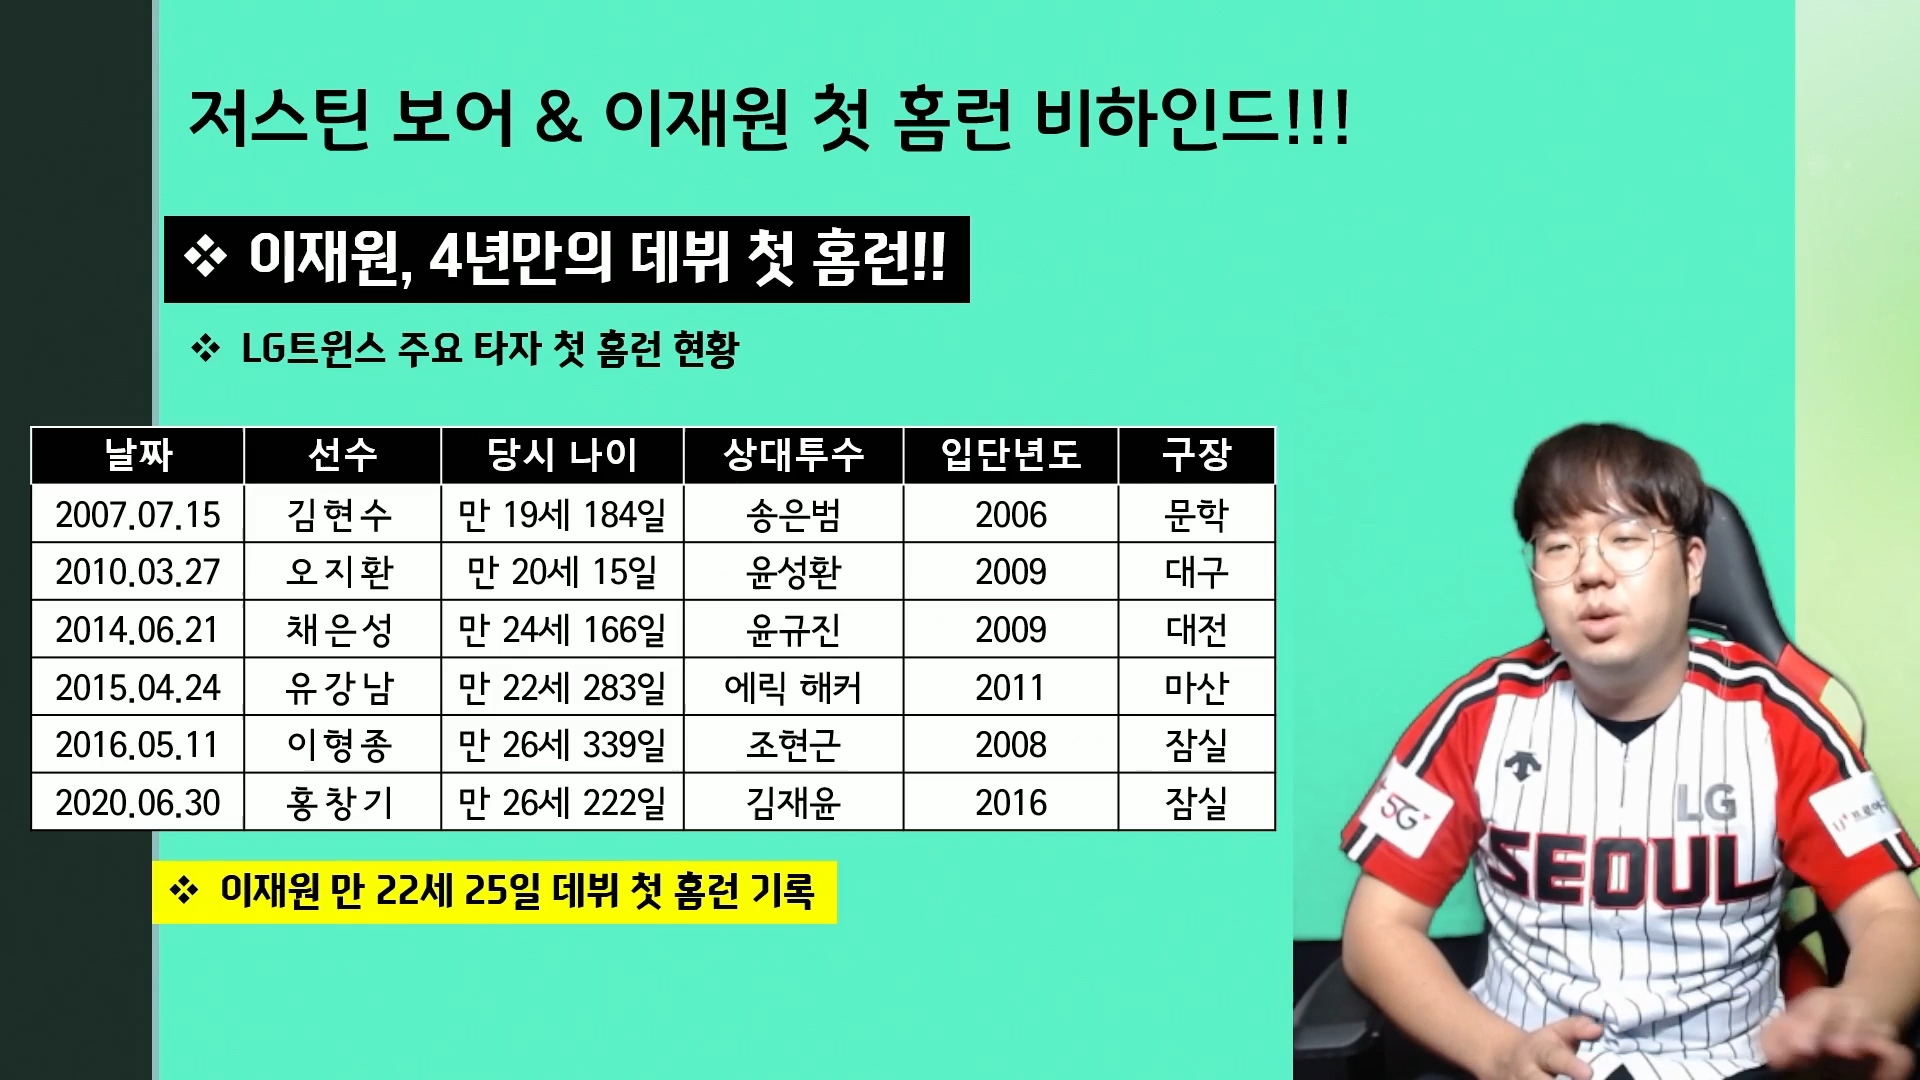 저스틴 보어 & 이재원 첫 홈런 비하인드!!!
❖ 이재원, 4년만의 데뷔 첫 홈런!!
❖ LG트윈스 주요 타자 첫 홈런 현황
날짜 선수 당시 나이 상대투수 입단년도 구장
2007.07.15 김현수 만 19세 184일 송은범 2006 문학
2010.03.27 오지환 만 20세 15일 윤성환 2009 대구
2014.06.21 채은성 만 24세 166일 윤규진 2009 대전
2015.04.24 유강남 만 22세 283일 에릭 해커 2011 마산
2016.05.11 이형종 만 26세 339일 조현근 2008 잠실
2020.06.30 홍창기 만 26세 222일 김재윤 2016 잠실
❖ 이재원 만 22세 25일 데뷔 첫 홈런 기록
LG
SEOUL
5G
U+프로야구